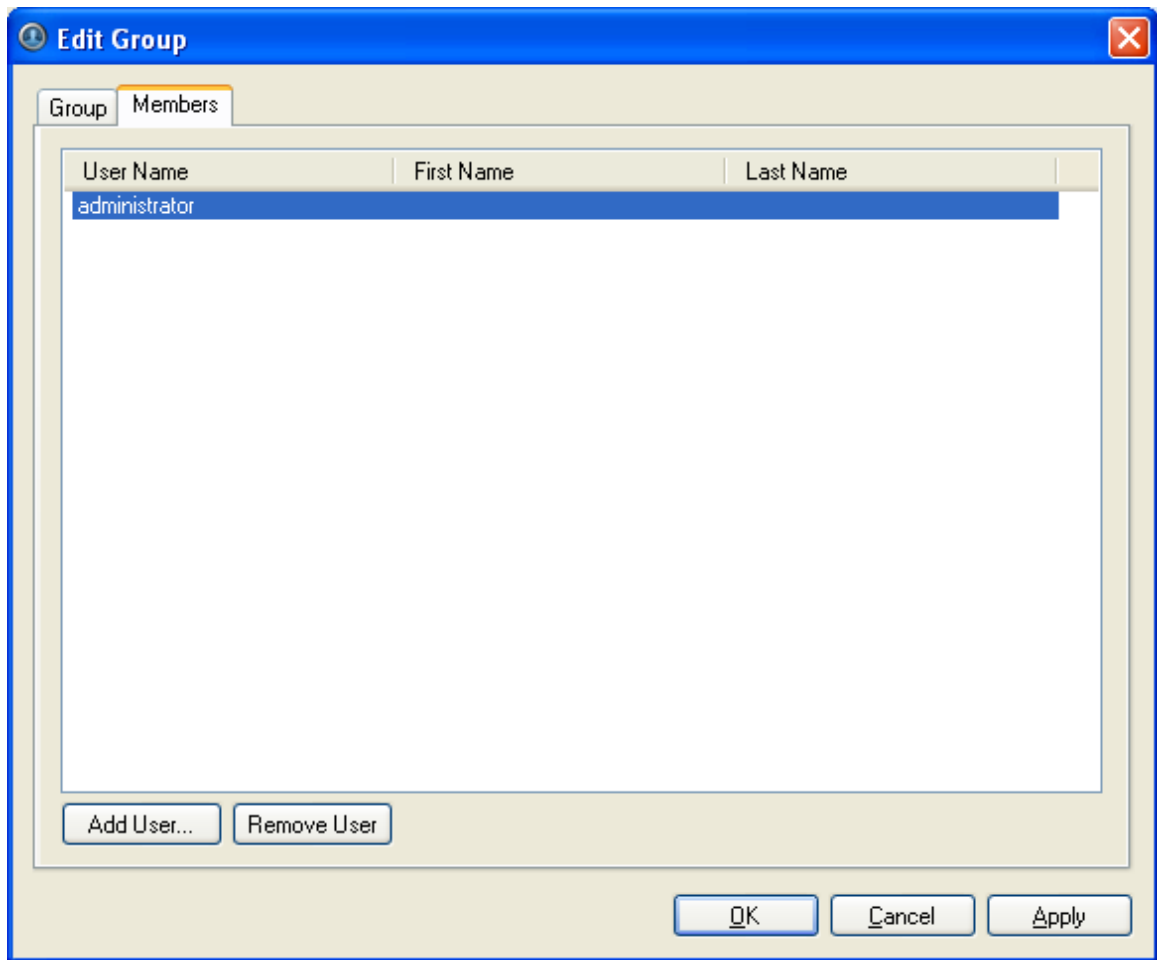 Edit Group
Group Members
User Name First Name Last Name
administrator
Add User... Remove User
OK Cancel Apply